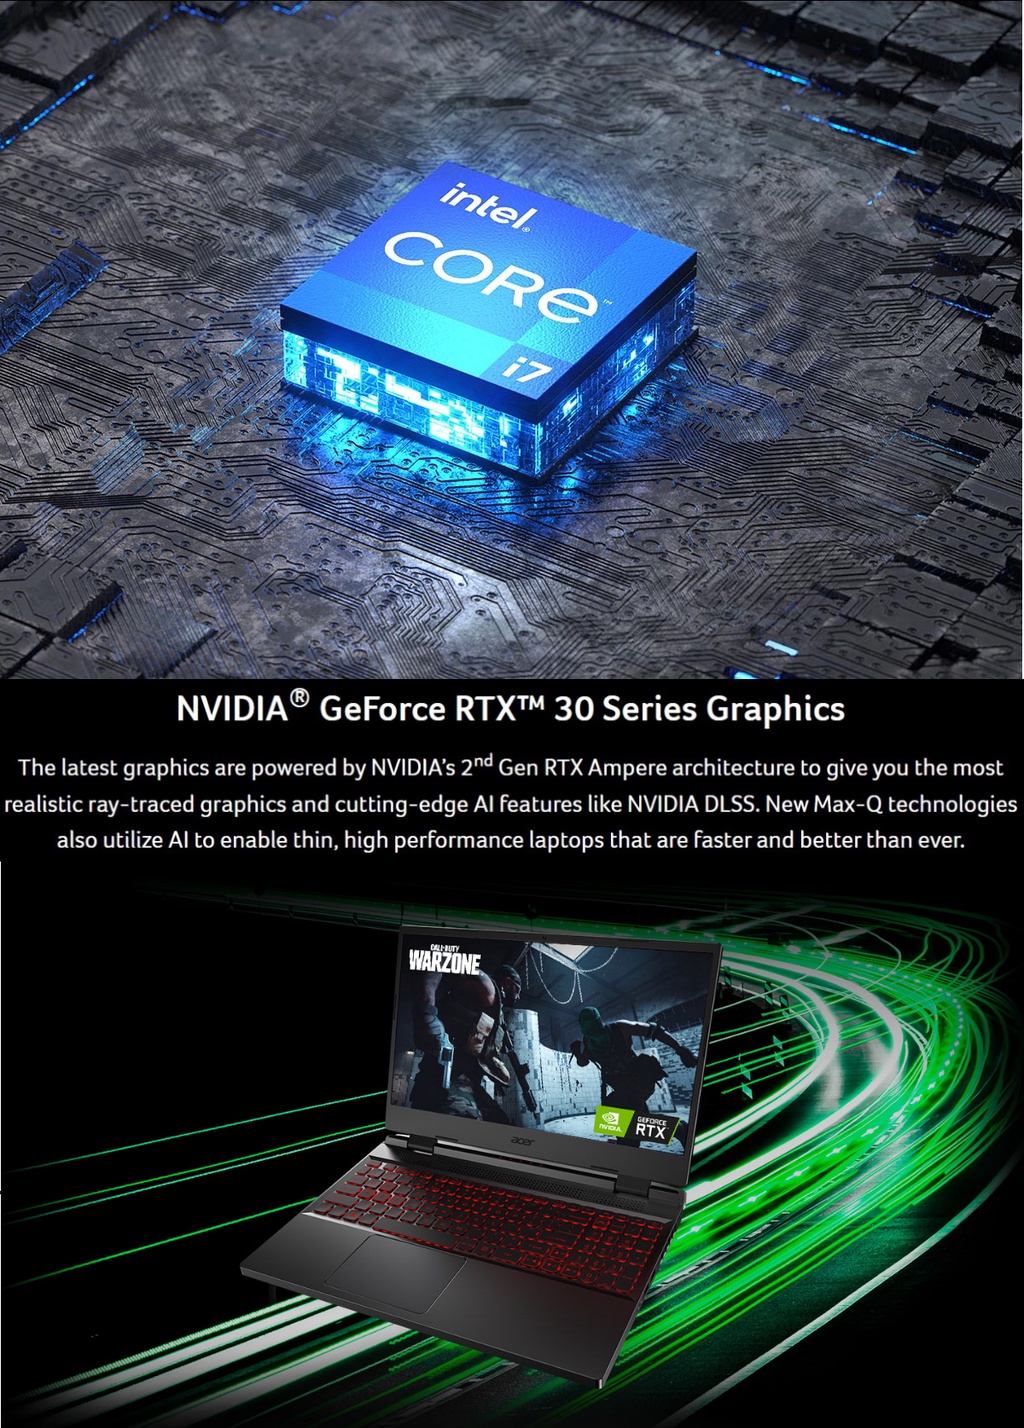 intel®
CORE™
i7
NVIDIA® GeForce RTX™ 30 Series Graphics
The latest graphics are powered by NVIDIA’s 2nd Gen RTX Ampere architecture to give you the most
realistic ray-traced graphics and cutting-edge AI features like NVIDIA DLSS. New Max-Q technologies
also utilize AI to enable thin, high performance laptops that are faster and better than ever.
CALL OF DUTY
WARZONE
NVIDIA
GEFORCE
RTX
acer